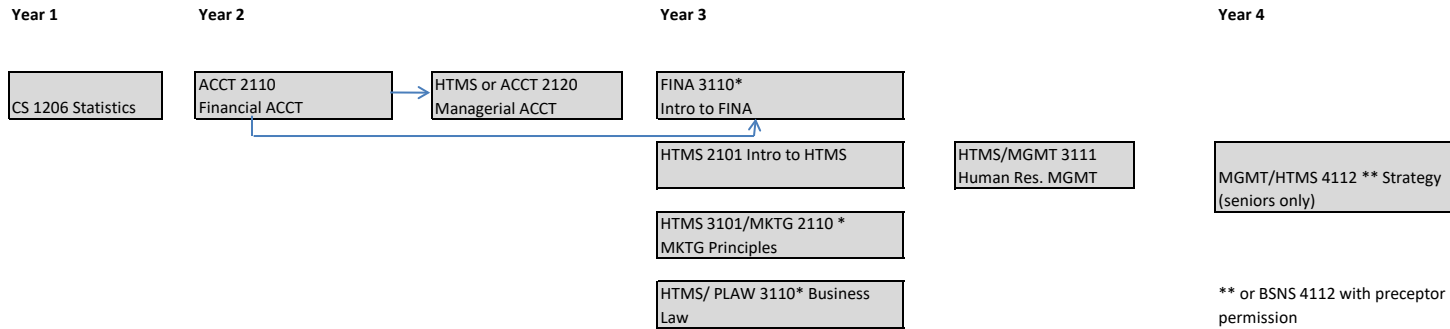 Year 1
Year 2
Year 3
Year 4
CS 1206 Statistics
ACCT 2110
Financial ACCT
HTMS or ACCT 2120
Managerial ACCT
FINA 3110*
Intro to FINA
HTMS 2101 Intro to HTMS
HTMS/MGMT 3111
Human Res. MGMT
MGMT/HTMS 4112 ** Strategy
(seniors only)
HTMS 3101/MKTG 2110 *
MKTG Principles
HTMS/ PLAW 3110* Business
Law
** or BSNS 4112 with preceptor
permission